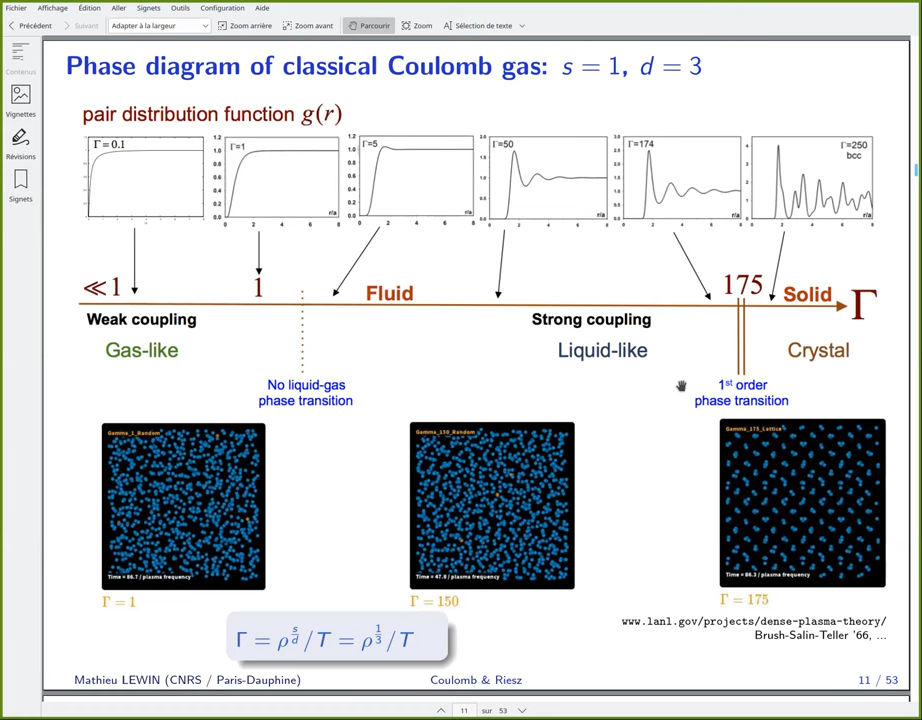 Fichier Affichage Édition Aller Signets Outils Configuration Aide
Précédent Suivant Adapter à la largeur Zoom arrière Zoom avant Parcourir Zoom Sélection de texte
Contenus
Vignettes
Révisions
Signets
Phase diagram of classical Coulomb gas: s = 1, d = 3
pair distribution function g(r)
Γ = 0.1
Γ=1
Γ=5
Γ=50
Γ=174
Γ=250
bcc
≪ 1
1
Fluid
175
Solid
Γ
Weak coupling
Strong coupling
Gas-like
Liquid-like
Crystal
No liquid-gas
phase transition
1st order
phase transition
Gamma_1_Random
Gamma_150_Random
Gamma_175_Lattice
Time = 86.7 / plasma frequency
Time = 47.8 / plasma frequency
Time = 86.3 / plasma frequency
Γ = 1
Γ = 150
Γ = 175
www.lanl.gov/projects/dense-plasma-theory/
Brush-Salin-Teller '66, ...
Γ = ρ^(s/d)/T = ρ^(1/3)/T
Mathieu LEWIN (CNRS / Paris-Dauphine) Coulomb & Riesz 11 / 53
11 sur 53